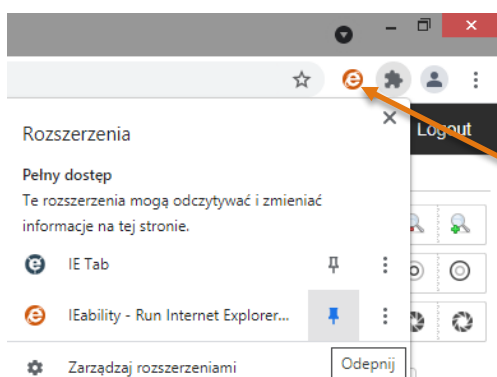 Logout
Rozszerzenia
Pełny dostęp
Te rozszerzenia mogą odczytywać i zmieniać
informacje na tej stronie.
IE Tab
IEability - Run Internet Explorer...
Zarządzaj rozszerzeniami
Odepnij